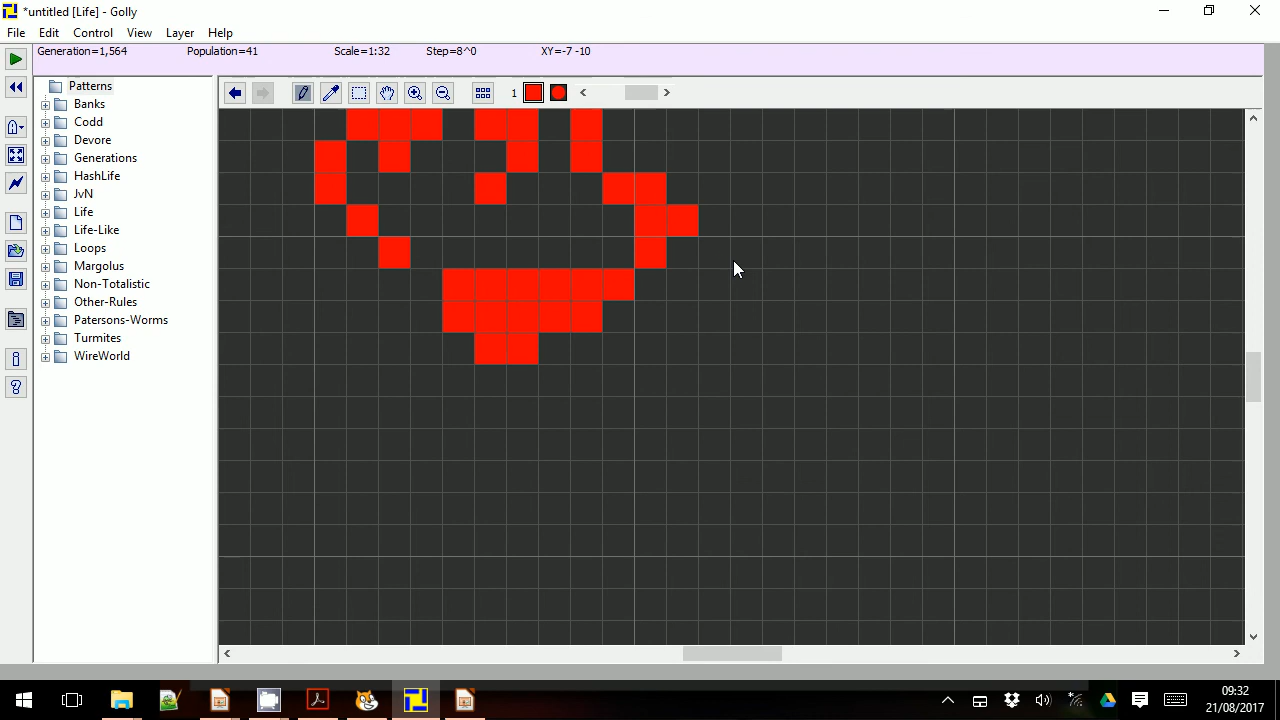 *untitled [Life] - Golly
File Edit Control View Layer Help
Generation=1,564 Population=41 Scale=1:32 Step=8^0 XY=-7 -10
1
Patterns
Banks
Codd
Devore
Generations
HashLife
JvN
Life
Life-Like
Loops
Margolus
Non-Totalistic
Other-Rules
Patersons-Worms
Turmites
WireWorld
09:32
21/08/2017